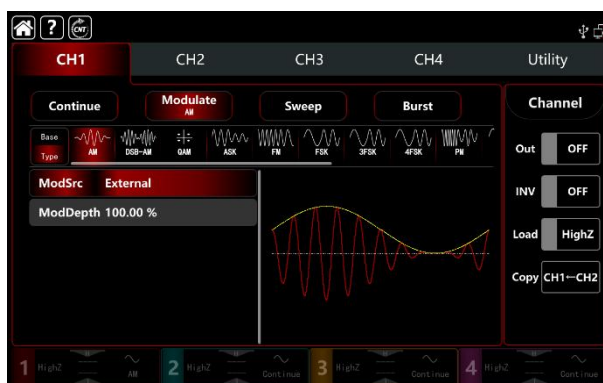 ? CNT
CH1 CH2 CH3 CH4 Utility
Continue Modulate Sweep Burst Channel
AM
Base
Type AM DSB-AM QAM ASK FM FSK 3FSK 4FSK PM
Out OFF
ModSrc External
INV OFF
ModDepth 100.00 %
Load HighZ
Copy CH1←CH2
1 HighZ AM 2 HighZ Continue 3 HighZ Continue 4 HighZ Continue